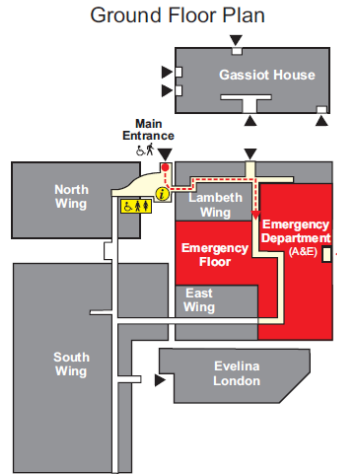 Ground Floor Plan
Gassiot House
Main
Entrance
North
Wing
i
Lambeth
Wing
Emergency
Department
(A&E)
Emergency
Floor
East
Wing
South
Wing
Evelina
London